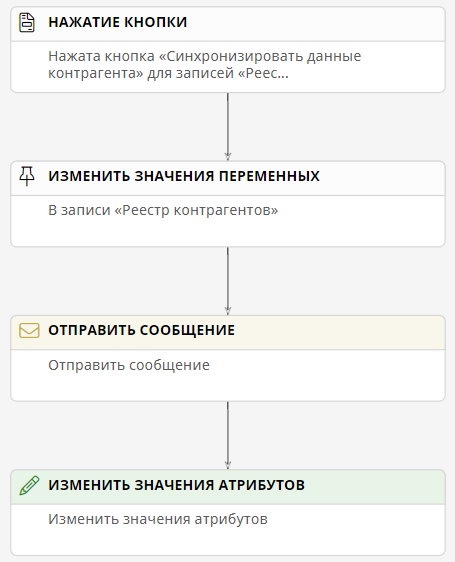 НАЖАТИЕ КНОПКИ
Нажата кнопка «Синхронизировать данные
контрагента» для записей «Реес...
ИЗМЕНИТЬ ЗНАЧЕНИЯ ПЕРЕМЕННЫХ
В записи «Реестр контрагентов»
ОТПРАВИТЬ СООБЩЕНИЕ
Отправить сообщение
ИЗМЕНИТЬ ЗНАЧЕНИЯ АТРИБУТОВ
Изменить значения атрибутов